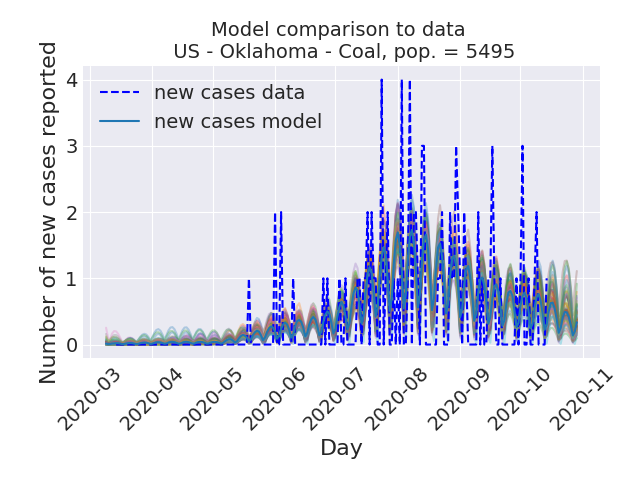 Model comparison to data
US - Oklahoma - Coal, pop. = 5495
Number of new cases reported
4
3
2
1
0
new cases data
new cases model
2020-03
2020-04
2020-05
2020-06
2020-07
2020-08
2020-09
2020-10
2020-11
Day